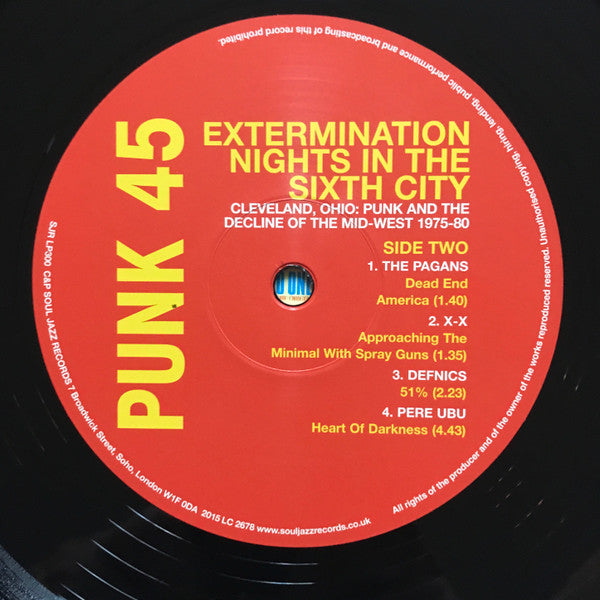 PUNK 45
EXTERMINATION
NIGHTS IN THE
SIXTH CITY
CLEVELAND, OHIO: PUNK AND THE
DECLINE OF THE MID-WEST 1975-80
SIDE TWO
1. THE PAGANS
Dead End
America (1.40)
2. X-X
Approaching The
Minimal With Spray Guns (1.35)
3. DEFNICS
51% (2.23)
4. PERE UBU
Heart Of Darkness (4.43)
SJR LP300 C&P SOUL JAZZ RECORDS 7 Broadwick Street, Soho, London W1F 0DA 2015 LC 2678 www.souljazzrecords.co.uk
All rights of the producer and of the owner of the works reproduced reserved. Unauthorised copying, hiring, lending, public performance and broadcasting of this record prohibited.